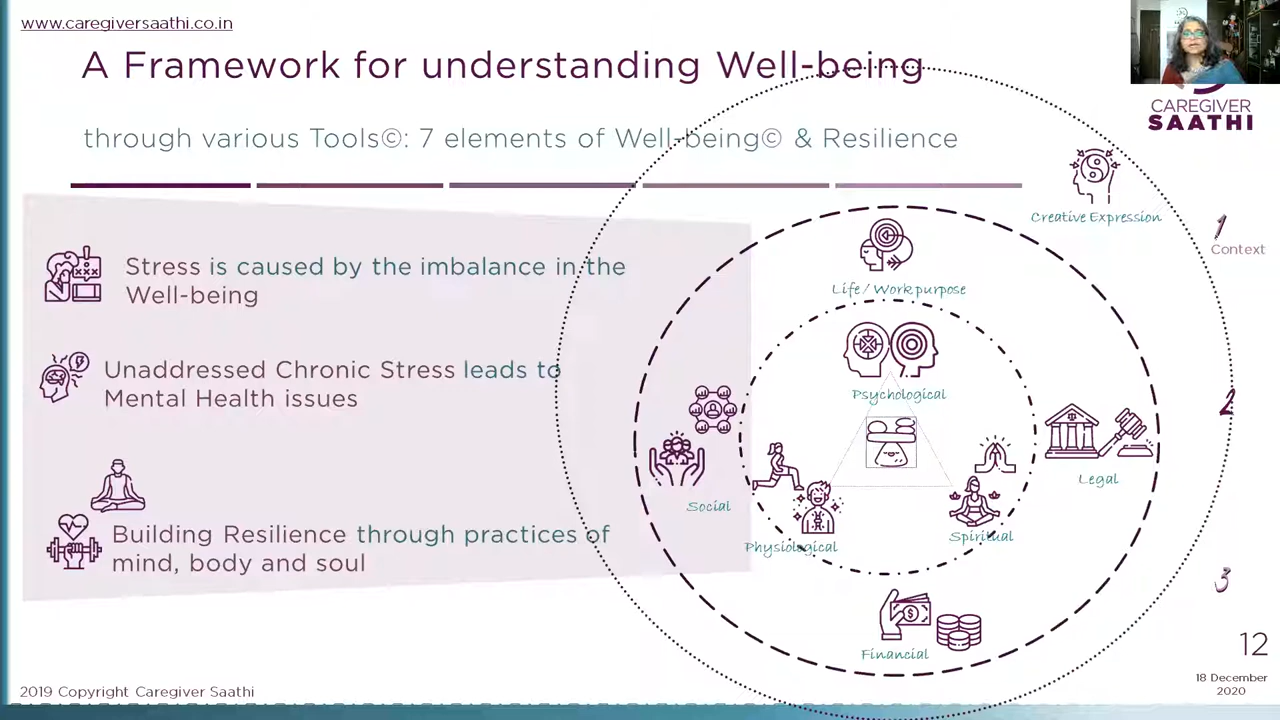 www.caregiversaathi.co.in
A Framework for understanding Well-being
through various Tools©: 7 elements of Well-being© & Resilience
CAREGIVER
SAATHI
Stress is caused by the imbalance in the
Well-being
Unaddressed Chronic Stress leads to
Mental Health issues
Building Resilience through practices of
mind, body and soul
Creative Expression
1
Context
Life / Work purpose
Psychological
2
Legal
Social
Physiological
Spiritual
3
Financial
12
18 December
2020
2019 Copyright Caregiver Saathi